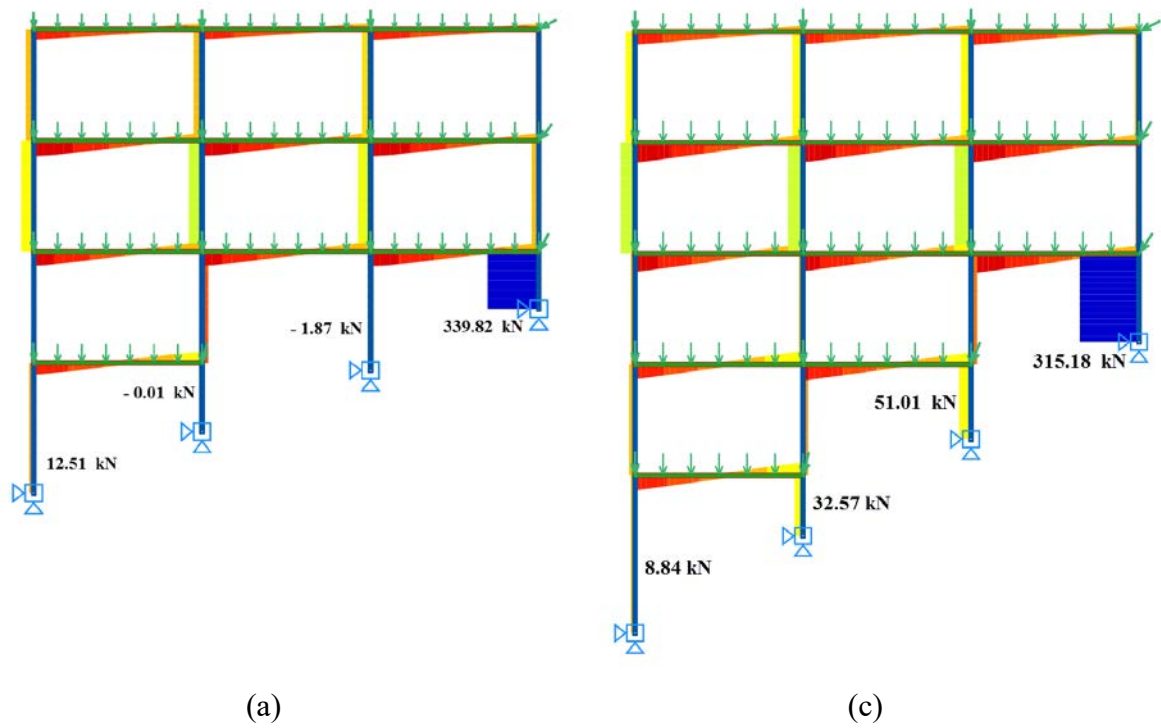 - 1.87 kN
339.82 kN
- 0.01 kN
12.51 kN
315.18 kN
51.01 kN
32.57 kN
8.84 kN
(a)
(c)